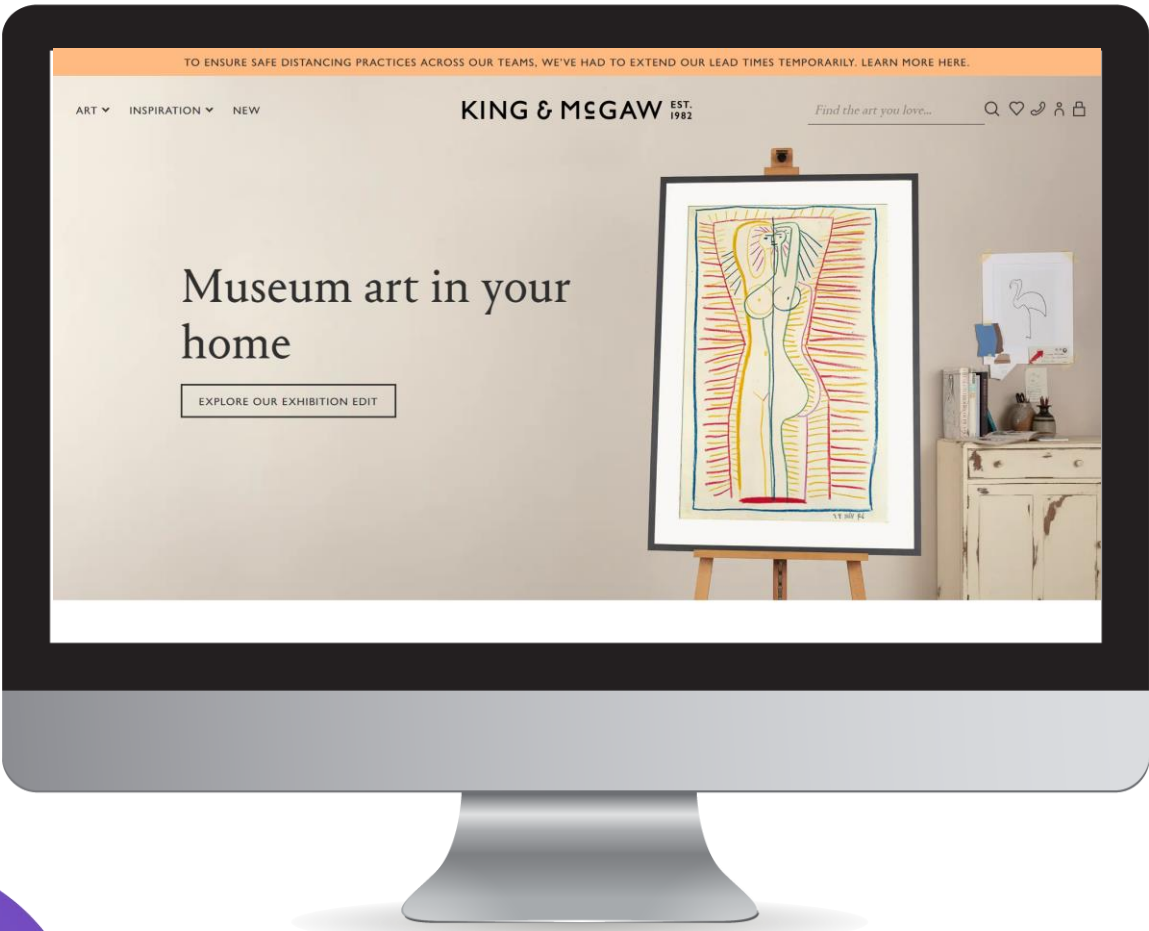 TO ENSURE SAFE DISTANCING PRACTICES ACROSS OUR TEAMS, WE'VE HAD TO EXTEND OUR LEAD TIMES TEMPORARILY. LEARN MORE HERE.
ART INSPIRATION NEW
KING & McGAW EST. 1982
Find the art you love...
Museum art in your
home
EXPLORE OUR EXHIBITION EDIT